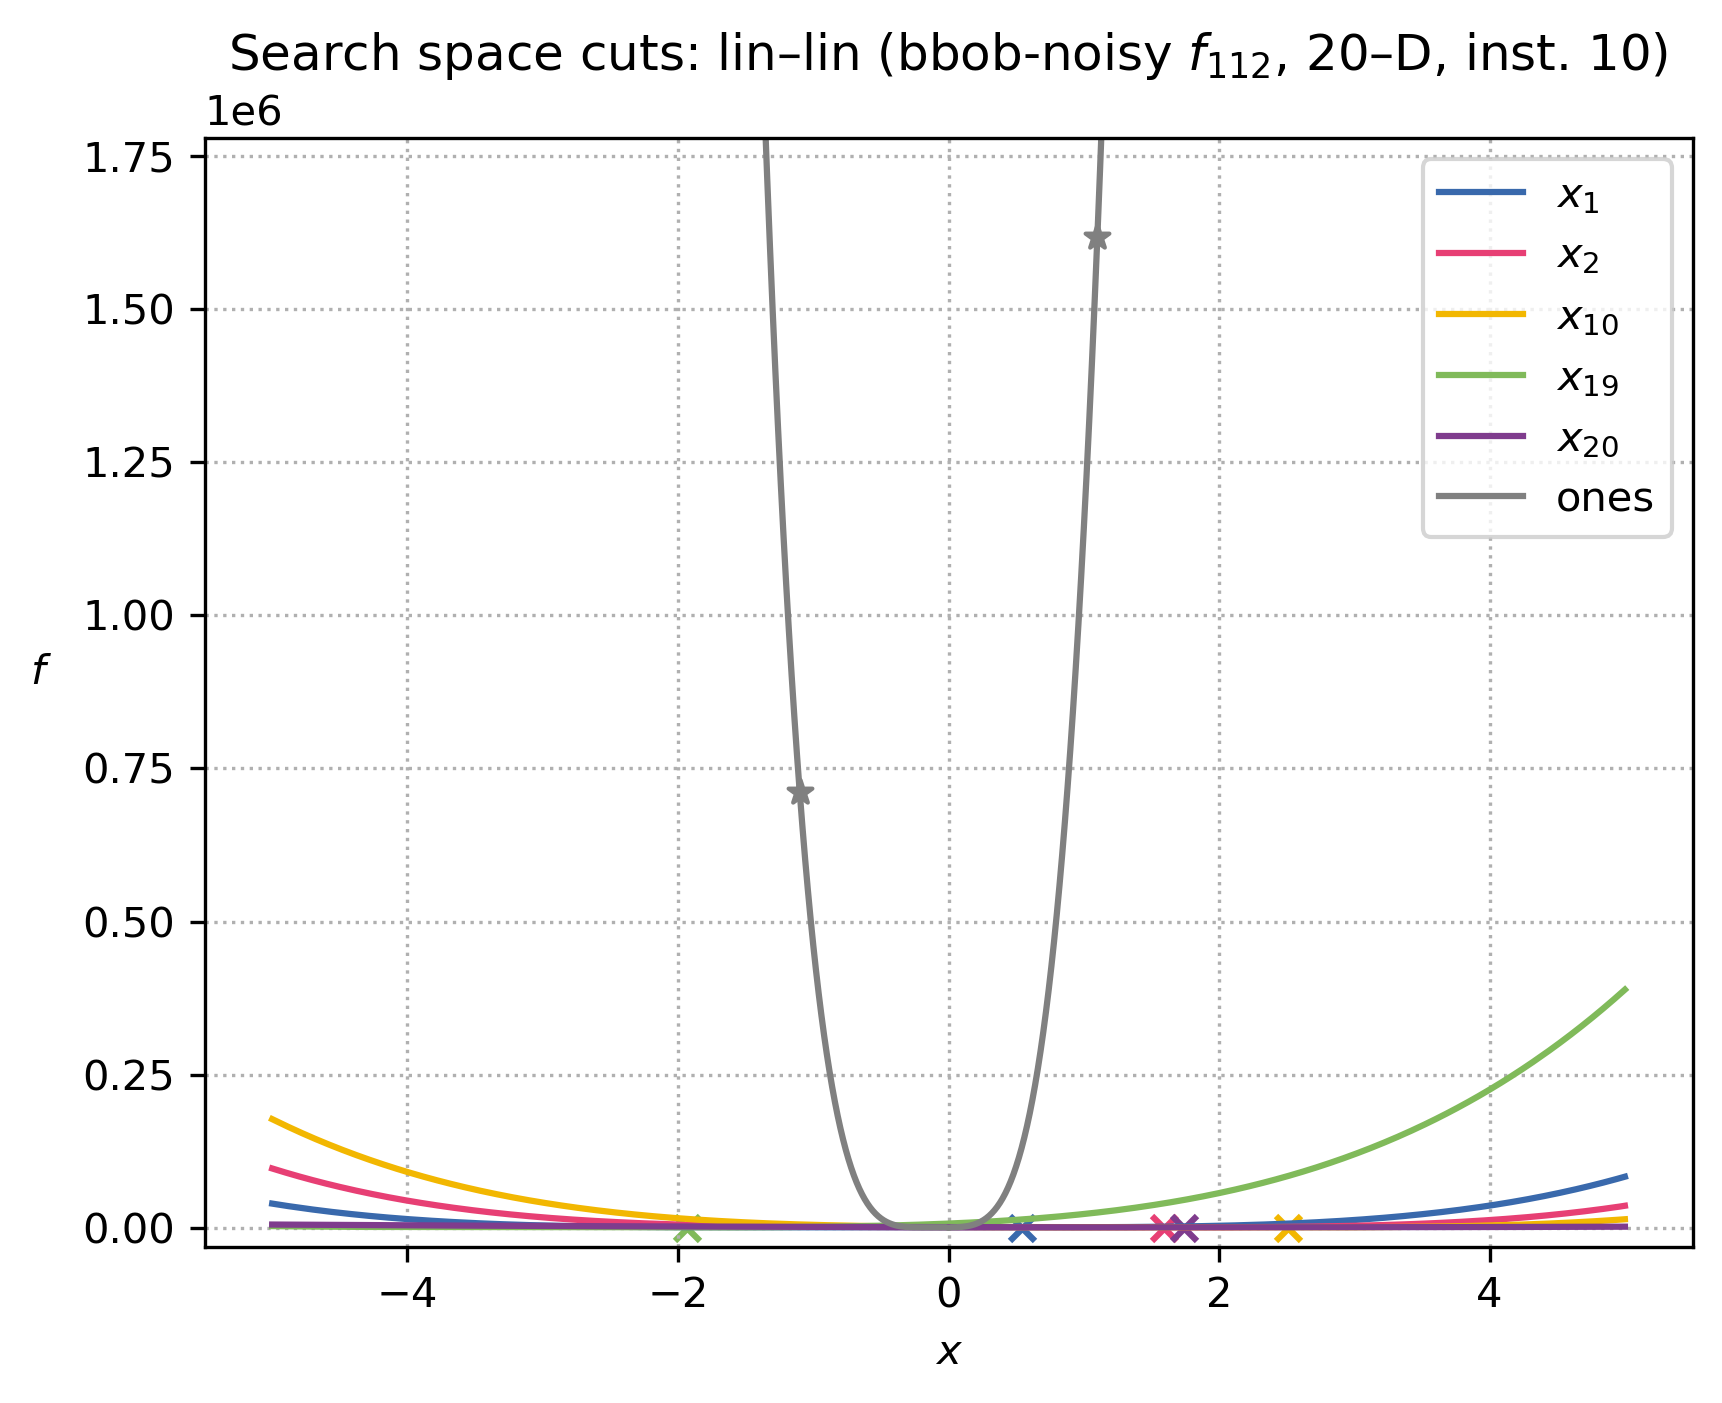 Search space cuts: lin–lin (bbob-noisy f112, 20–D, inst. 10)
1e6
1.75
1.50
1.25
1.00
0.75
0.50
0.25
0.00
f
−4
−2
0
2
4
x
x1
x2
x10
x19
x20
ones